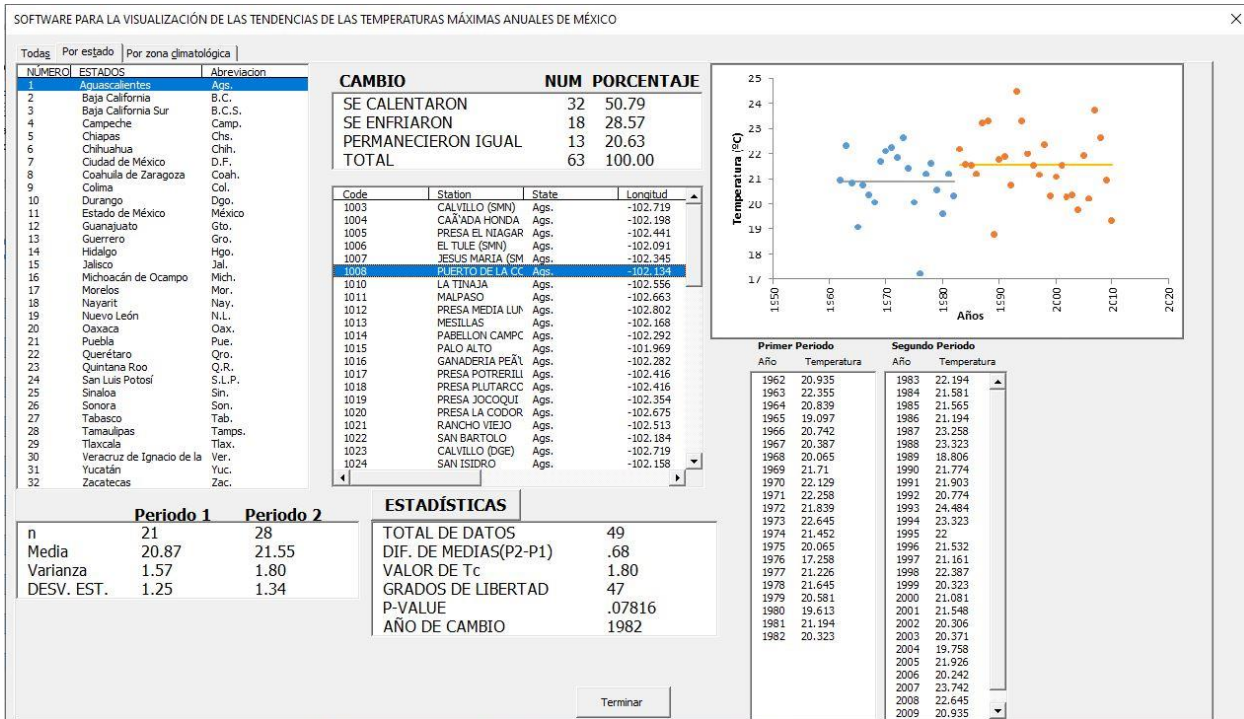 SOFTWARE PARA LA VISUALIZACIÓN DE LAS TENDENCIAS DE LAS TEMPERATURAS MÁXIMAS ANUALES DE MÉXICO
Todas Por estado Por zona climatológica
NÚMERO ESTADOS Abreviacion
1 Aguascalientes Ags.
2 Baja California B.C.
3 Baja California Sur B.C.S.
4 Campeche Camp.
5 Chiapas Chs.
6 Chihuahua Chih.
7 Ciudad de México D.F.
8 Coahuila de Zaragoza Coah.
9 Colima Col.
10 Durango Dgo.
11 Estado de México México
12 Guanajuato Gto.
13 Guerrero Gro.
14 Hidalgo Hgo.
15 Jalisco Jal.
16 Michoacán de Ocampo Mich.
17 Morelos Mor.
18 Nayarit Nay.
19 Nuevo León N.L.
20 Oaxaca Oax.
21 Puebla Pue.
22 Querétaro Qro.
23 Quintana Roo Q.R.
24 San Luis Potosí S.L.P.
25 Sinaloa Sin.
26 Sonora Son.
27 Tabasco Tab.
28 Tamaulipas Tamps.
29 Tlaxcala Tlax.
30 Veracruz de Ignacio de la Ver.
31 Yucatán Yuc.
32 Zacatecas Zac.
CAMBIO NUM PORCENTAJE
SE CALENTARON 32 50.79
SE ENFRIARON 18 28.57
PERMANECIERON IGUAL 13 20.63
TOTAL 63 100.00
Code Station State Longitud
1003 CALVILLO (SMN) Ags. -102.719
1004 CAÃ'ADA HONDA Ags. -102.198
1005 PRESA EL NIAGAR Ags. -102.441
1006 EL TULE (SMN) Ags. -102.091
1007 JESUS MARIA (SM Ags. -102.345
1008 PUERTO DE LA CC Ags. -102.134
1010 LA TINAJA Ags. -102.556
1011 MALPASO Ags. -102.663
1012 PRESA MEDIA LUN Ags. -102.802
1013 MESILLAS Ags. -102.168
1014 PABELLON CAMPC Ags. -102.292
1015 PALO ALTO Ags. -101.969
1016 GANADERIA PEÃ'L Ags. -102.282
1017 PRESA POTRERILL Ags. -102.416
1018 PRESA PLUTARCC Ags. -102.416
1019 PRESA JOCOQUI Ags. -102.354
1020 PRESA LA CODOR Ags. -102.675
1021 RANCHO VIEJO Ags. -102.513
1022 SAN BARTOLO Ags. -102.184
1023 CALVILLO (DGE) Ags. -102.719
1024 SAN ISIDRO Ags. -102.158
Temperatura (ºC)
25
24
23
22
21
20
19
18
17
1950 1960 1970 1980 1990 2000 2010 2020
Años
Primer Periodo
Año Temperatura
1962 20.935
1963 22.355
1964 20.839
1965 19.097
1966 20.742
1967 20.387
1968 20.065
1969 21.71
1970 22.129
1971 22.258
1972 21.839
1973 22.645
1974 21.452
1975 20.065
1976 17.258
1977 21.226
1978 21.645
1979 20.581
1980 19.613
1981 21.194
1982 20.323
Segundo Periodo
Año Temperatura
1983 22.194
1984 21.581
1985 21.565
1986 21.194
1987 23.258
1988 23.323
1989 18.806
1990 21.774
1991 21.903
1992 20.774
1993 24.484
1994 23.323
1995 22
1996 21.532
1997 21.161
1998 22.387
1999 20.323
2000 21.081
2001 21.548
2002 20.306
2003 20.371
2004 19.758
2005 21.926
2006 20.242
2007 23.742
2008 22.645
2009 20.935
Periodo 1 Periodo 2
n 21 28
Media 20.87 21.55
Varianza 1.57 1.80
DESV. EST. 1.25 1.34
ESTADÍSTICAS
TOTAL DE DATOS 49
DIF. DE MEDIAS(P2-P1) .68
VALOR DE Tc 1.80
GRADOS DE LIBERTAD 47
P-VALUE .07816
AÑO DE CAMBIO 1982
Terminar